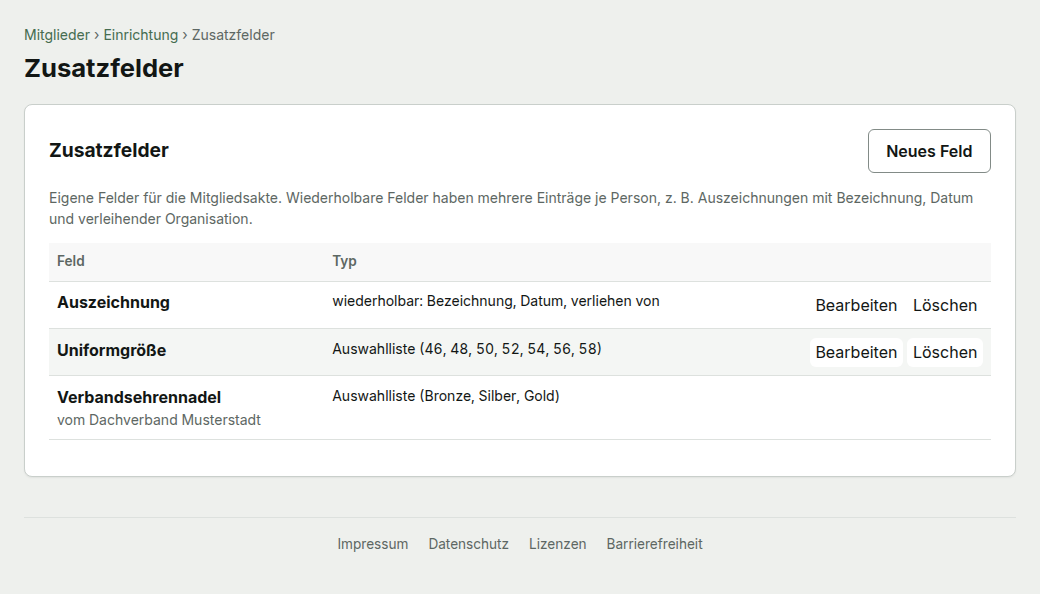 Mitglieder › Einrichtung › Zusatzfelder
Zusatzfelder
Zusatzfelder
Neues Feld
Eigene Felder für die Mitgliedsakte. Wiederholbare Felder haben mehrere Einträge je Person, z. B. Auszeichnungen mit Bezeichnung, Datum
und verleihender Organisation.
Feld Typ
Auszeichnung wiederholbar: Bezeichnung, Datum, verliehen von Bearbeiten Löschen
Uniformgröße Auswahlliste (46, 48, 50, 52, 54, 56, 58) Bearbeiten Löschen
Verbandsehrennadel Auswahlliste (Bronze, Silber, Gold)
vom Dachverband Musterstadt
Impressum Datenschutz Lizenzen Barrierefreiheit